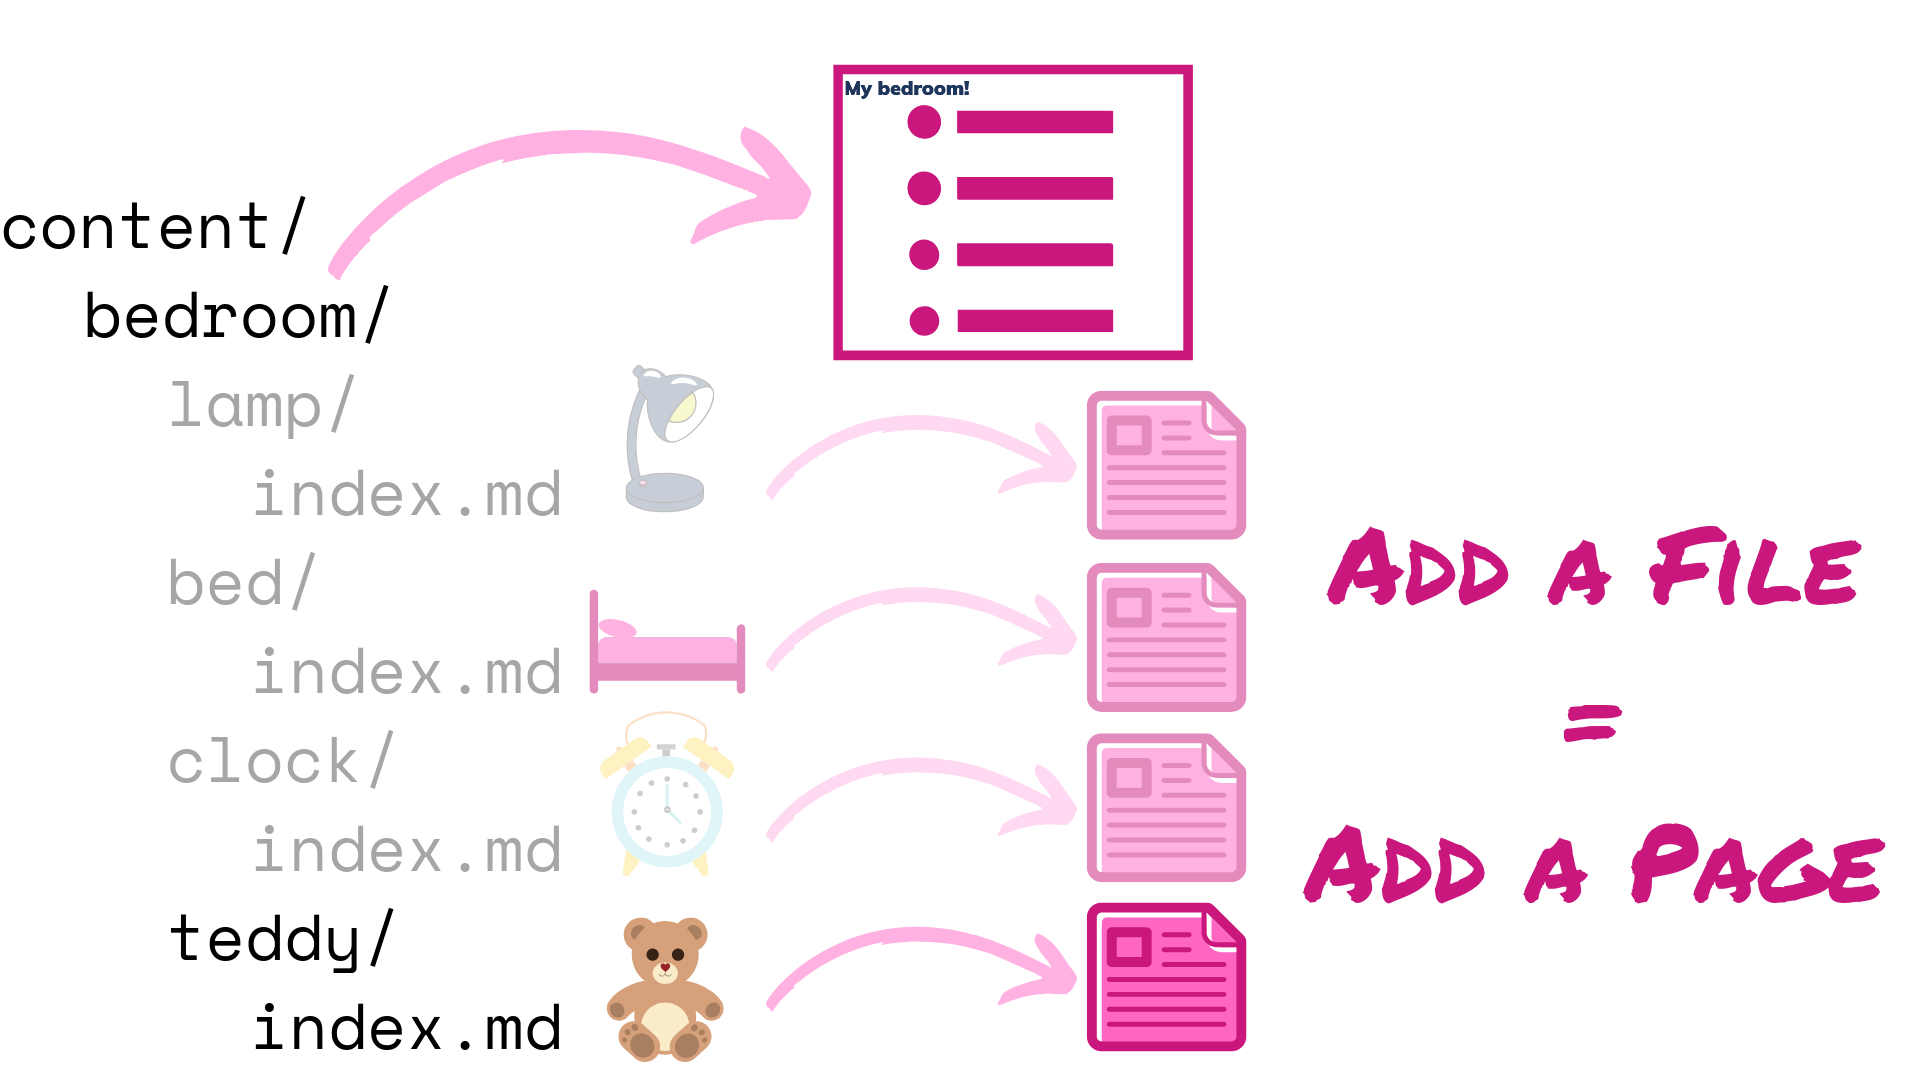 My bedroom!
content/
bedroom/
lamp/
index.md
bed/
index.md
clock/
index.md
teddy/
index.md
Add a File
=
Add a Page